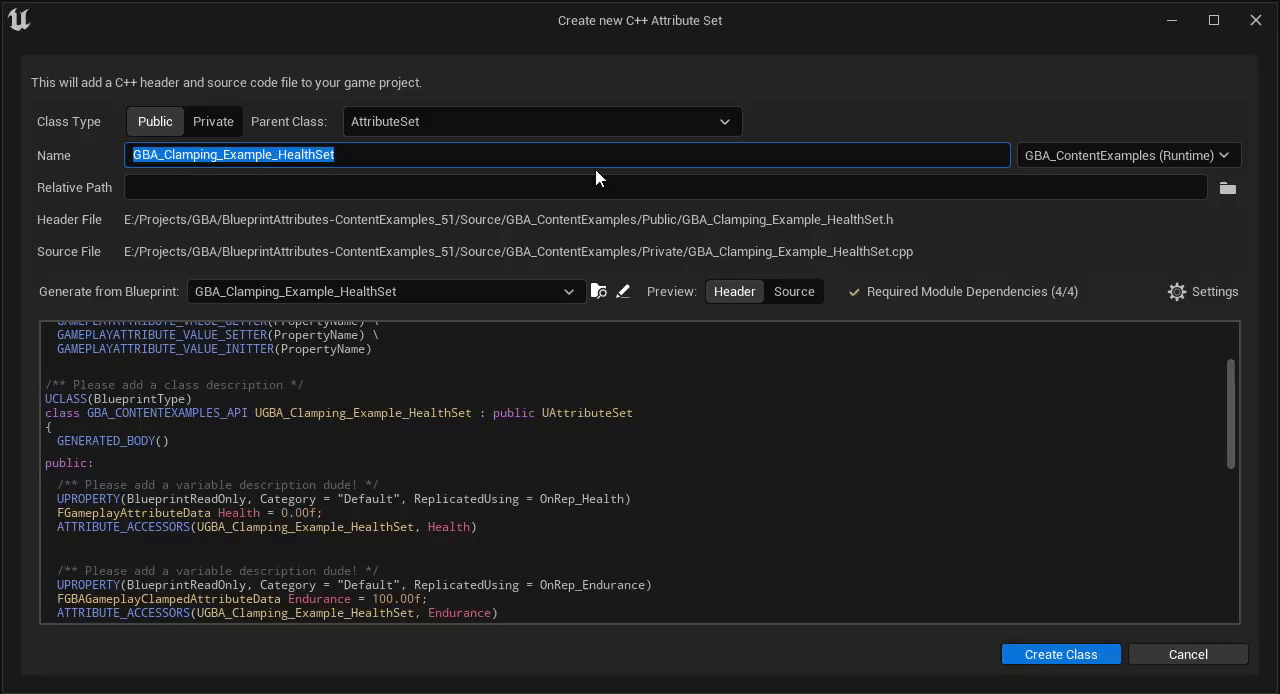 Create new C++ Attribute Set
This will add a C++ header and source code file to your game project.
Class Type Public Private Parent Class: AttributeSet
Name GBA_Clamping_Example_HealthSet GBA_ContentExamples (Runtime)
Relative Path
Header File E:/Projects/GBA/BlueprintAttributes-ContentExamples_51/Source/GBA_ContentExamples/Public/GBA_Clamping_Example_HealthSet.h
Source File E:/Projects/GBA/BlueprintAttributes-ContentExamples_51/Source/GBA_ContentExamples/Private/GBA_Clamping_Example_HealthSet.cpp
Generate from Blueprint: GBA_Clamping_Example_HealthSet Preview: Header Source Required Module Dependencies (4/4) Settings
GAMEPLAYATTRIBUTE_VALUE_GETTER(PropertyName) \
GAMEPLAYATTRIBUTE_VALUE_SETTER(PropertyName) \
GAMEPLAYATTRIBUTE_VALUE_INITTER(PropertyName)
/** Please add a class description */
UCLASS(BlueprintType)
class GBA_CONTENTEXAMPLES_API UGBA_Clamping_Example_HealthSet : public UAttributeSet
{
GENERATED_BODY()
public:
/** Please add a variable description dude! */
UPROPERTY(BlueprintReadOnly, Category = "Default", ReplicatedUsing = OnRep_Health)
FGameplayAttributeData Health = 0.00f;
ATTRIBUTE_ACCESSORS(UGBA_Clamping_Example_HealthSet, Health)
/** Please add a variable description dude! */
UPROPERTY(BlueprintReadOnly, Category = "Default", ReplicatedUsing = OnRep_Endurance)
FGBAGameplayClampedAttributeData Endurance = 100.00f;
ATTRIBUTE_ACCESSORS(UGBA_Clamping_Example_HealthSet, Endurance)
Create Class Cancel